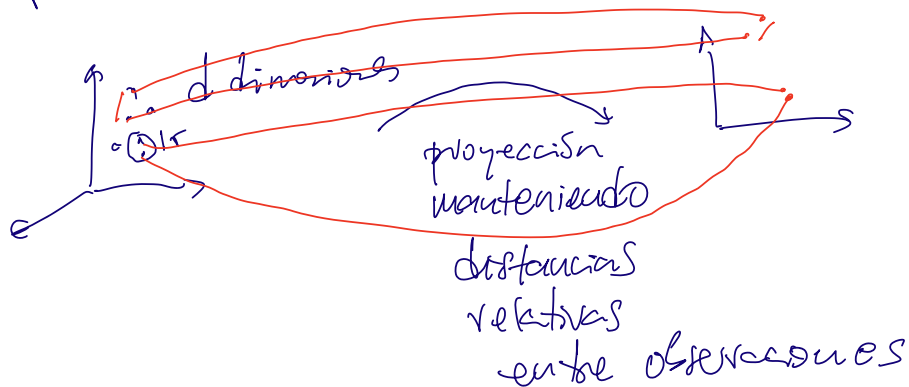 d dimensiones
proyección
manteniendo
distancias
relativas
entre observaciones